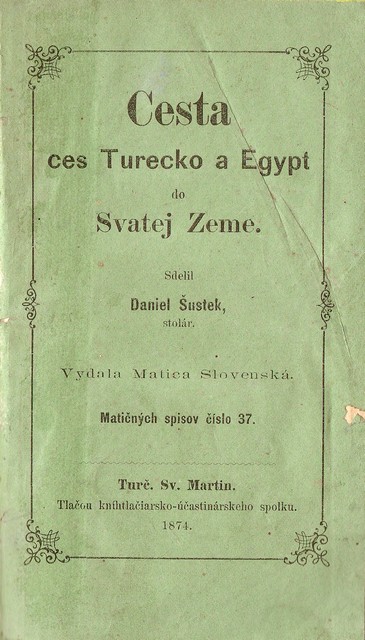 Cesta
ces Turecko a Egypt
do
Svatej Zeme.
Sdelil
Daniel Šustek,
stolár.
Vydala Matica Slovenská.
Matičných spisov číslo 37.
Turč. Sv. Martin.
Tlačou knihtlačiarsko-účastinárskeho spolku.
1874.